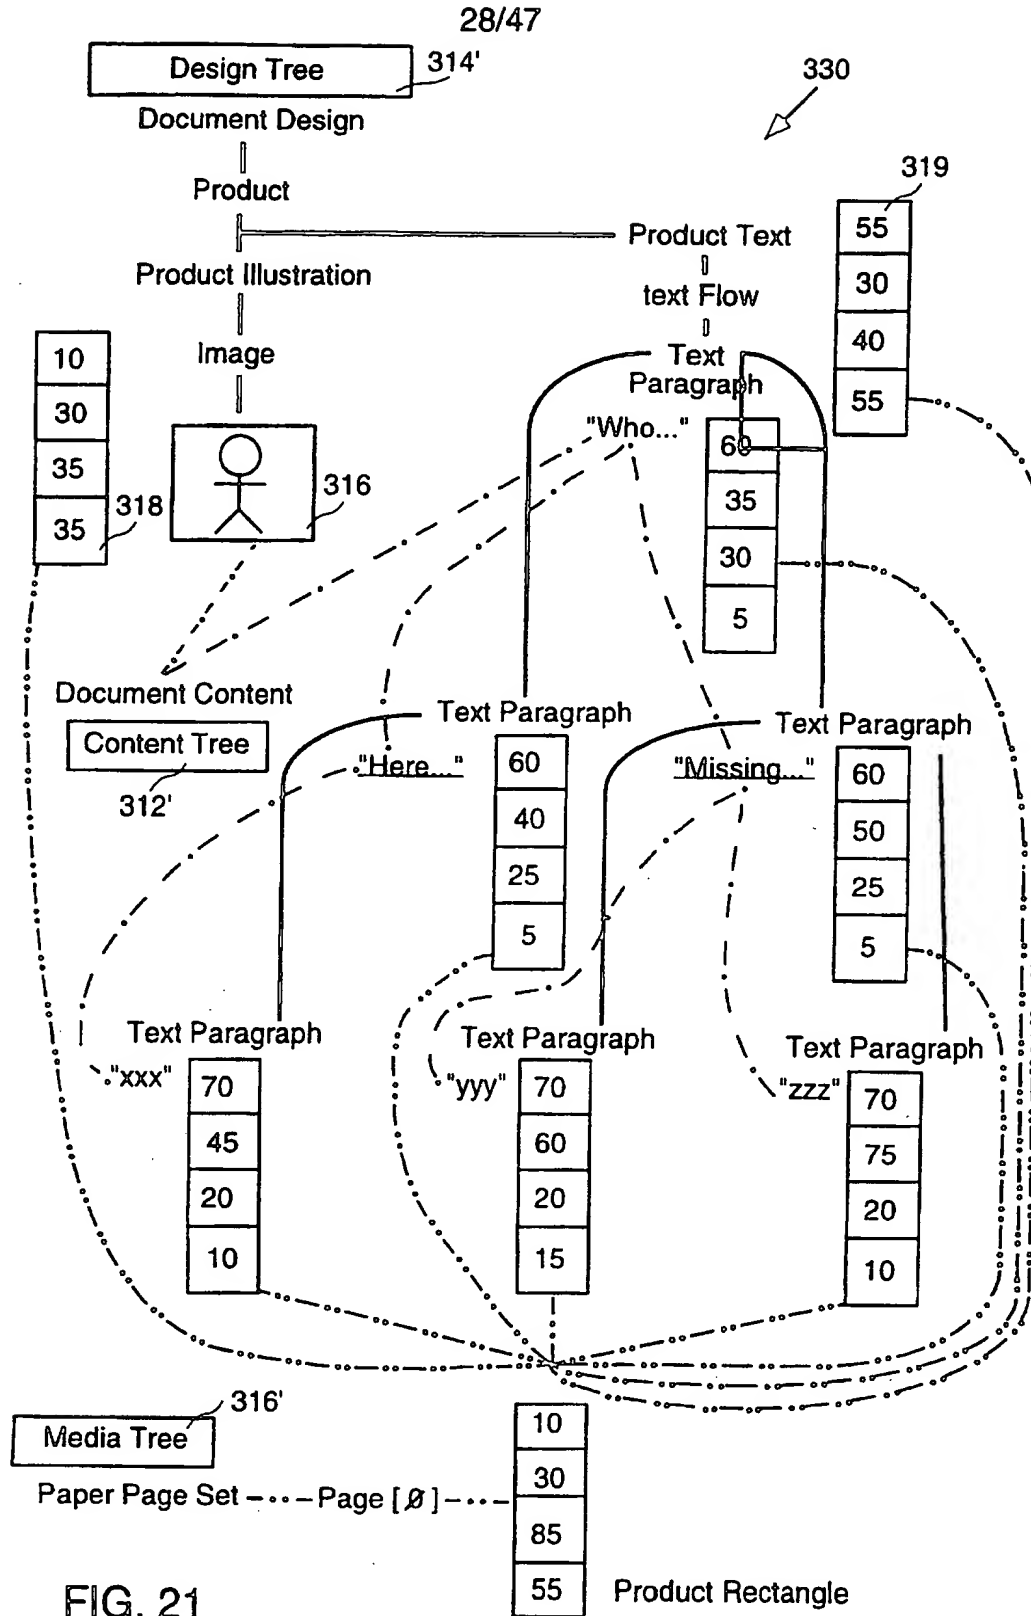 28/47
Design Tree
314'
330
Document Design
319
Product
55
30
40
55
Product Text
Product Illustration
text Flow
10
30
35
35
318
Image
Text
Paragraph
"Who..."
60
35
30
5
316
Document Content
Content Tree
312'
Text Paragraph
"Here..."
60
40
25
5
Text Paragraph
"Missing..."
60
50
25
5
Text Paragraph
"xxx"
70
45
20
10
Text Paragraph
"yyy"
70
60
20
15
Text Paragraph
"zzz"
70
75
20
10
316'
Media Tree
Paper Page Set
Page [Ø]
10
30
85
55
Product Rectangle
FIG. 21